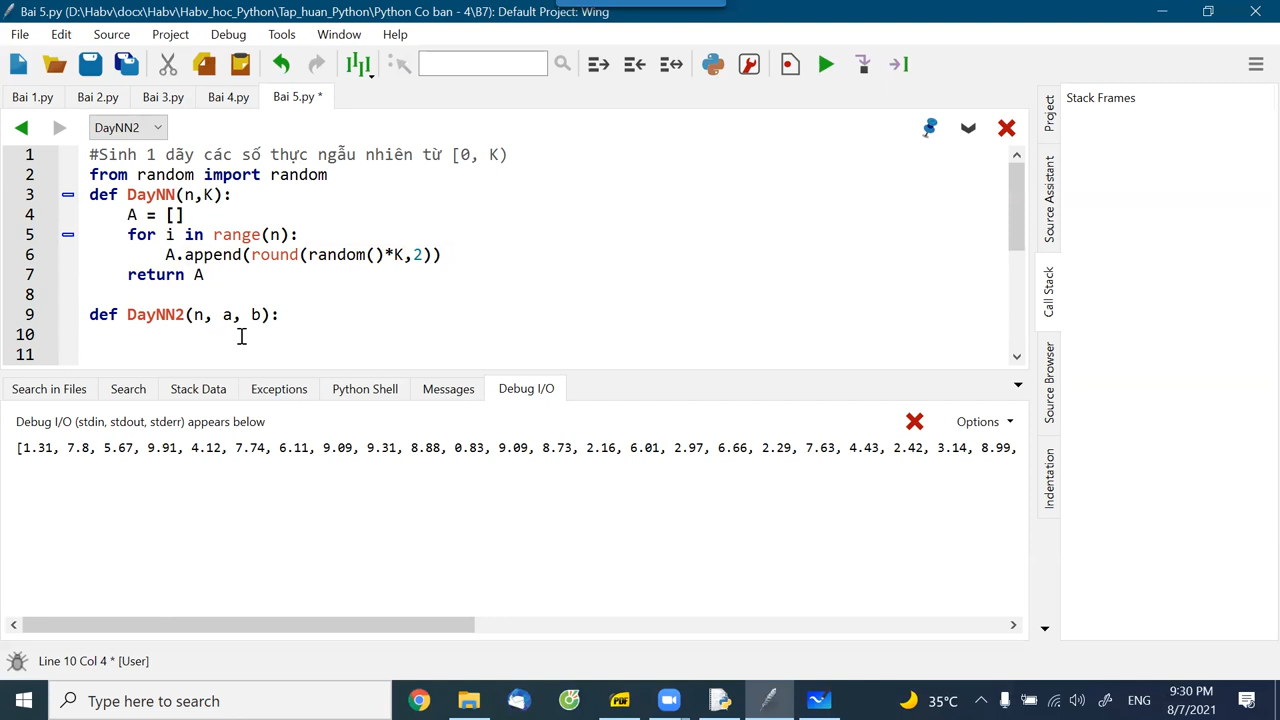 Bai 5.py (D:\Habv\docx\Habv\Habv_hoc_Python\Tap_huan_Python\Python Co ban - 4\B7): Default Project: Wing
File Edit Source Project Debug Tools Window Help
Bai 1.py Bai 2.py Bai 3.py Bai 4.py Bai 5.py *
DayNN2
1 #Sinh 1 dãy các số thực ngẫu nhiên từ [0, K)
2 from random import random
3 def DayNN(n,K):
4 A = []
5 for i in range(n):
6 A.append(round(random()*K,2))
7 return A
8
9 def DayNN2(n, a, b):
10
11
Search in Files Search Stack Data Exceptions Python Shell Messages Debug I/O
Debug I/O (stdin, stdout, stderr) appears below
Options
[1.31, 7.8, 5.67, 9.91, 4.12, 7.74, 6.11, 9.09, 9.31, 8.88, 0.83, 9.09, 8.73, 2.16, 6.01, 2.97, 6.66, 2.29, 7.63, 4.43, 2.42, 3.14, 8.99,
Stack Frames
Project
Source Assistant
Call Stack
Source Browser
Indentation
Line 10 Col 4 * [User]
Type here to search
PDF
35°C
ENG
9:30 PM
8/7/2021